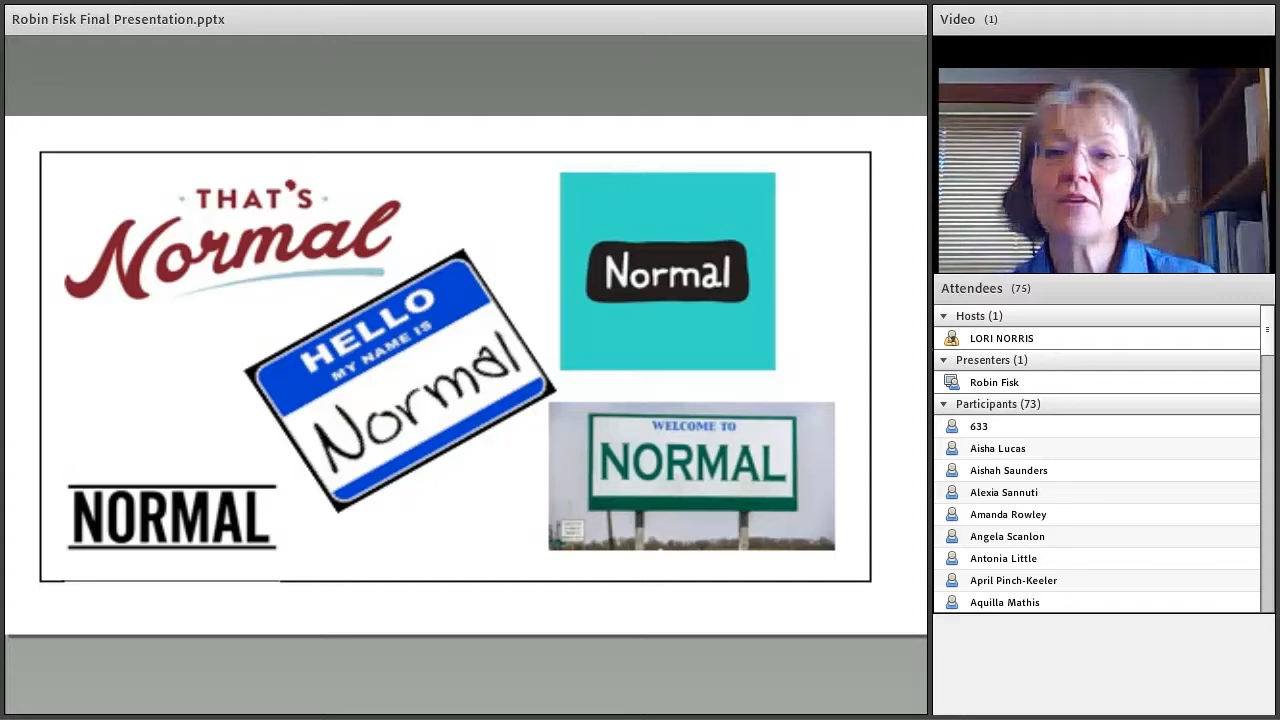 Robin Fisk Final Presentation.pptx
· THAT'S ·
Normal
HELLO
MY NAME IS
Normal
NORMAL
Normal
WELCOME TO
NORMAL
Video (1)
Attendees (75)
Hosts (1)
LORI NORRIS
Presenters (1)
Robin Fisk
Participants (73)
633
Aisha Lucas
Aishah Saunders
Alexia Sannuti
Amanda Rowley
Angela Scanlon
Antonia Little
April Pinch-Keeler
Aquilla Mathis